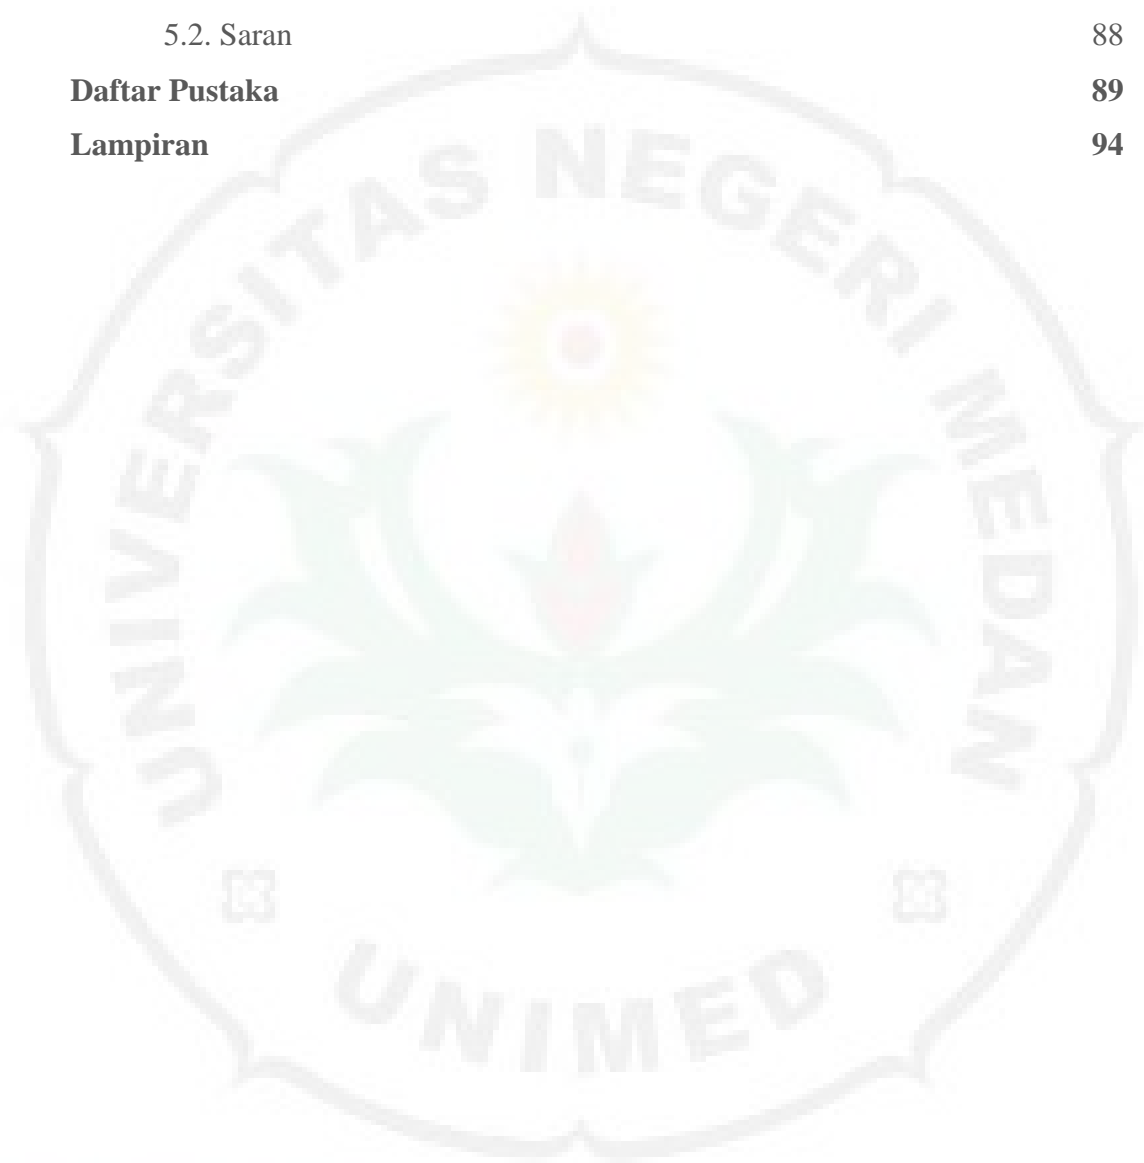 5.2. Saran 88
Daftar Pustaka 89
Lampiran 94
UNIVERSITAS NEGERI MEDAN
UNIMED